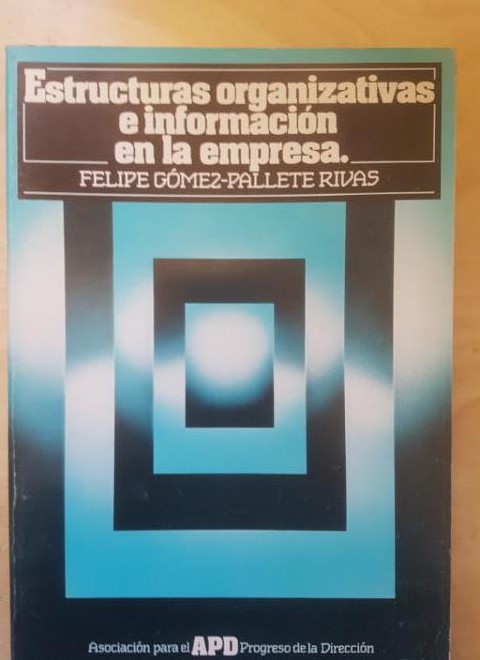 Estructuras organizativas
e información
en la empresa.
FELIPE GÓMEZ-PALLETE RIVAS
Asociación para el APD Progreso de la Dirección